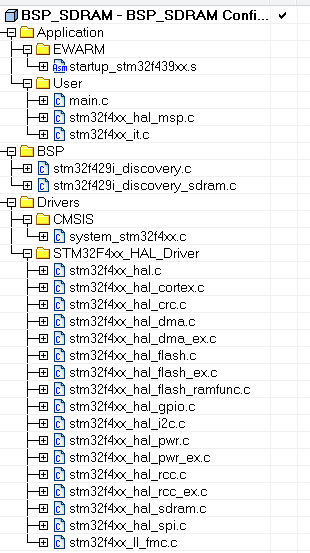 BSP_SDRAM - BSP_SDRAM Confi...
Application
EWARM
Asm startup_stm32f439xx.s
User
C main.c
C stm32f4xx_hal_msp.c
C stm32f4xx_it.c
BSP
C stm32f429i_discovery.c
C stm32f429i_discovery_sdram.c
Drivers
CMSIS
C system_stm32f4xx.c
STM32F4xx_HAL_Driver
C stm32f4xx_hal.c
C stm32f4xx_hal_cortex.c
C stm32f4xx_hal_crc.c
C stm32f4xx_hal_dma.c
C stm32f4xx_hal_dma_ex.c
C stm32f4xx_hal_flash.c
C stm32f4xx_hal_flash_ex.c
C stm32f4xx_hal_flash_ramfunc.c
C stm32f4xx_hal_gpio.c
C stm32f4xx_hal_i2c.c
C stm32f4xx_hal_pwr.c
C stm32f4xx_hal_pwr_ex.c
C stm32f4xx_hal_rcc.c
C stm32f4xx_hal_rcc_ex.c
C stm32f4xx_hal_sdram.c
C stm32f4xx_hal_spi.c
C stm32f4xx_ll_fmc.c